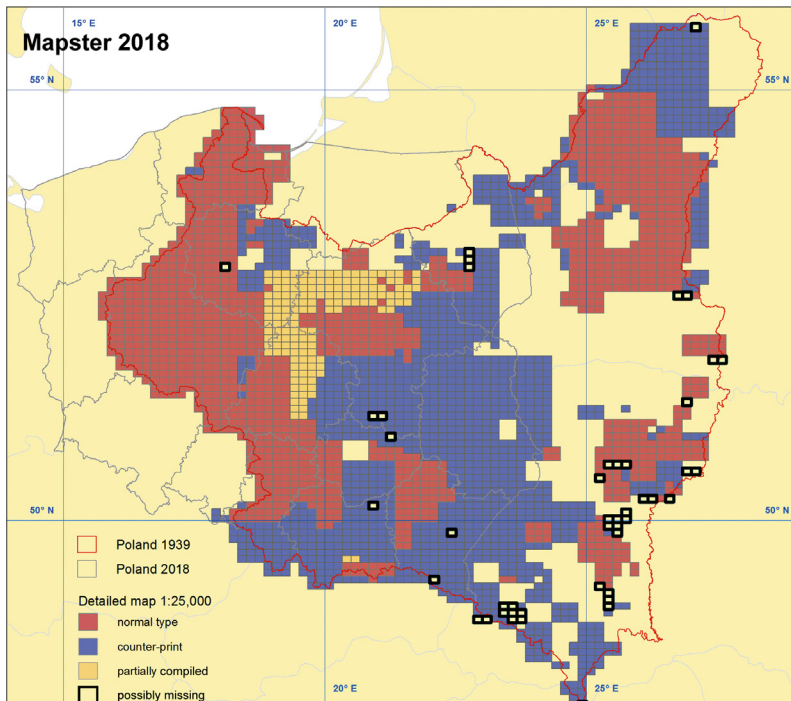 15 ° E
20 ° E
25 ° E
Mapster 2018
55° N
55° N
50 ° N
50 ° N
Poland 1939
Poland 2018
Detailed map 1:25,000
normal type
counter-print
partially compiled
possibly missing
20 ° E
25 ° E